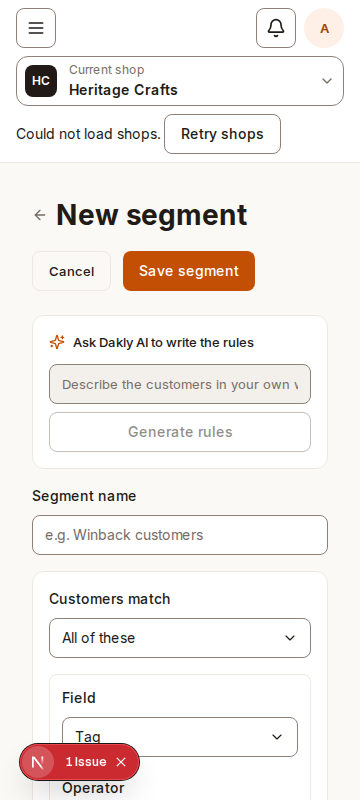 A
HC
Current shop
Heritage Crafts
Could not load shops.
Retry shops
New segment
Cancel
Save segment
Ask Dakly AI to write the rules
Describe the customers in your own
Generate rules
Segment name
e.g. Winback customers
Customers match
All of these
Field
Tag
N
1 Issue
Operator